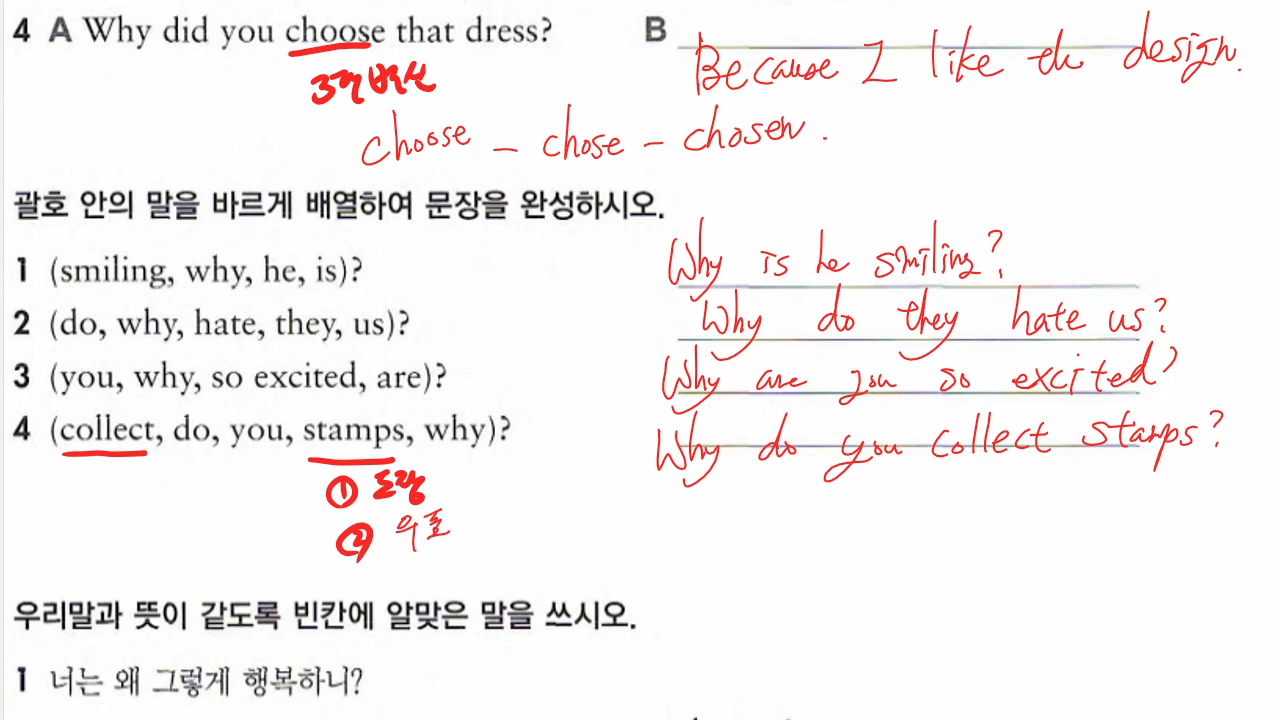 4 A Why did you choose that dress? B Because I like the design.
3단변신
choose - chose - chosen.
괄호 안의 말을 바르게 배열하여 문장을 완성하시오.
1 (smiling, why, he, is)? Why is he smiling?
2 (do, why, hate, they, us)? Why do they hate us?
3 (you, why, so excited, are)? Why are you so excited?
4 (collect, do, you, stamps, why)? Why do you collect stamps?
① 도장
② 우표
우리말과 뜻이 같도록 빈칸에 알맞은 말을 쓰시오.
1 너는 왜 그렇게 행복하니?